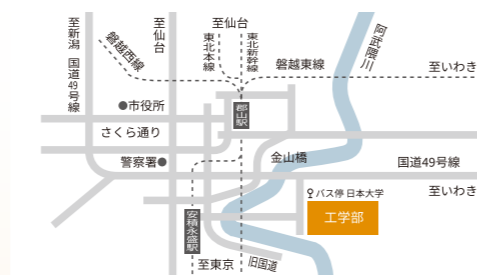 至新潟 国道49号線
至仙台
磐越西線
至仙台
東北本線
東北新幹線
磐越東線
阿武隈川
至いわき
市役所
郡山駅
さくら通り
警察署
金山橋
国道49号線
バス停 日本大学
至いわき
工学部
安積永盛駅
至東京
旧国道